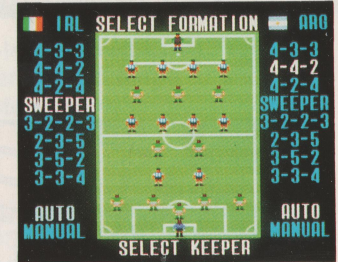 IRL SELECT FORMATION ARG
4-3-3
4-4-2
4-2-4
SWEEPER
3-2-2-3
2-3-5
3-5-2
3-3-4
AUTO
MANUAL
4-3-3
4-4-2
4-2-4
SWEEPER
3-2-2-3
2-3-5
3-5-2
3-3-4
AUTO
MANUAL
SELECT KEEPER